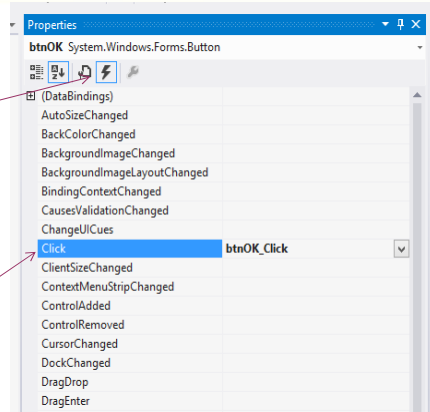 Properties
btnOK System.Windows.Forms.Button
(DataBindings)
AutoSizeChanged
BackColorChanged
BackgroundImageChanged
BackgroundImageLayoutChanged
BindingContextChanged
CausesValidationChanged
ChangeUICues
Click btnOK_Click
ClientSizeChanged
ContextMenuStripChanged
ControlAdded
ControlRemoved
CursorChanged
DockChanged
DragDrop
DragEnter